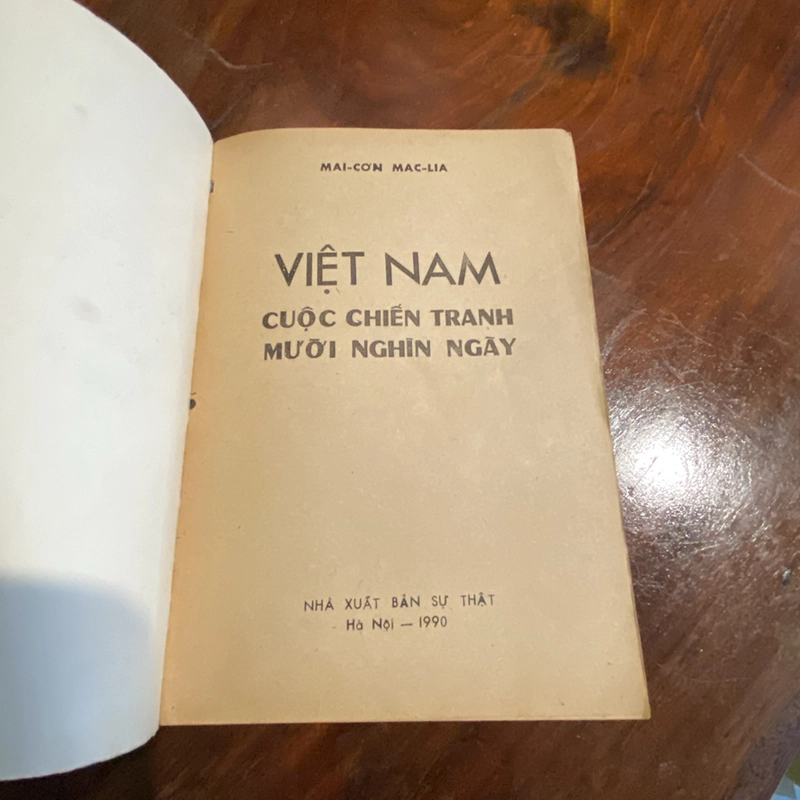 MAI-CƠN MAC-LIA
VIỆT NAM
CUỘC CHIẾN TRANH
MƯỜI NGHÌN NGÀY
NHÀ XUẤT BẢN SỰ THẬT
Hà Nội — 1990